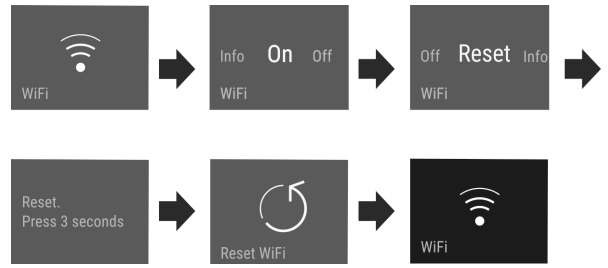 WiFi
Info On Off
WiFi
Off Reset Info
WiFi
Reset.
Press 3 seconds
Reset WiFi
WiFi